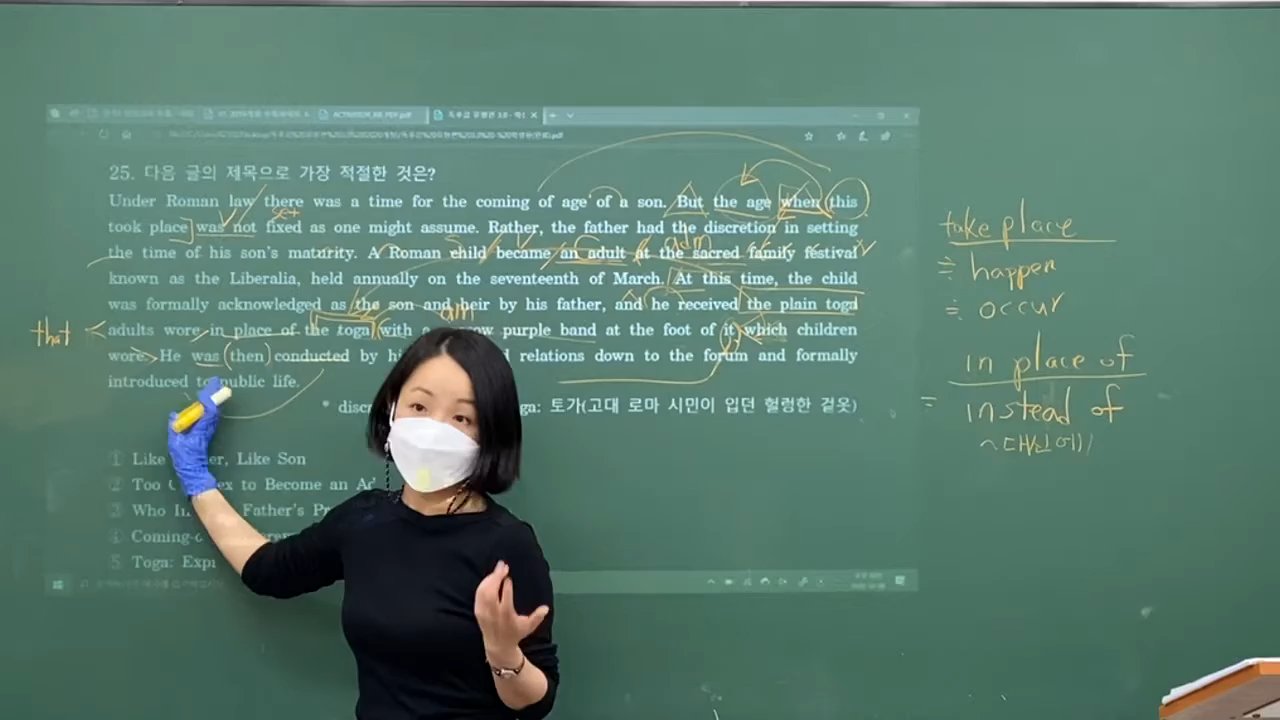 ACTIVISION_BB.PDF.pdf
25. 다음 글의 제목으로 가장 적절한 것은?
Under Roman law there was a time for the coming of age of a son. But the age when this
set
took place was not fixed as one might assume. Rather, the father had the discretion in setting
adm
the time of his son's maturity. A Roman child became an adult at the sacred family festival
known as the Liberalia, held annually on the seventeenth of March. At this time, the child
was formally acknowledged as the son and heir by his father, and he received the plain toga
that
adults wore in place of the toga with a purple band at the foot of it which children
wore. He was then conducted by relations down to the forum and formally
introduced to public life.
* 토가(고대 로마 시민이 입던 헐렁한 겉옷)
① Like Like Son
② Too to Become an
③ Who Father's
④
⑤ Toga:
take place
≒ happen
≒ occur
in place of
= instead of
~대신에